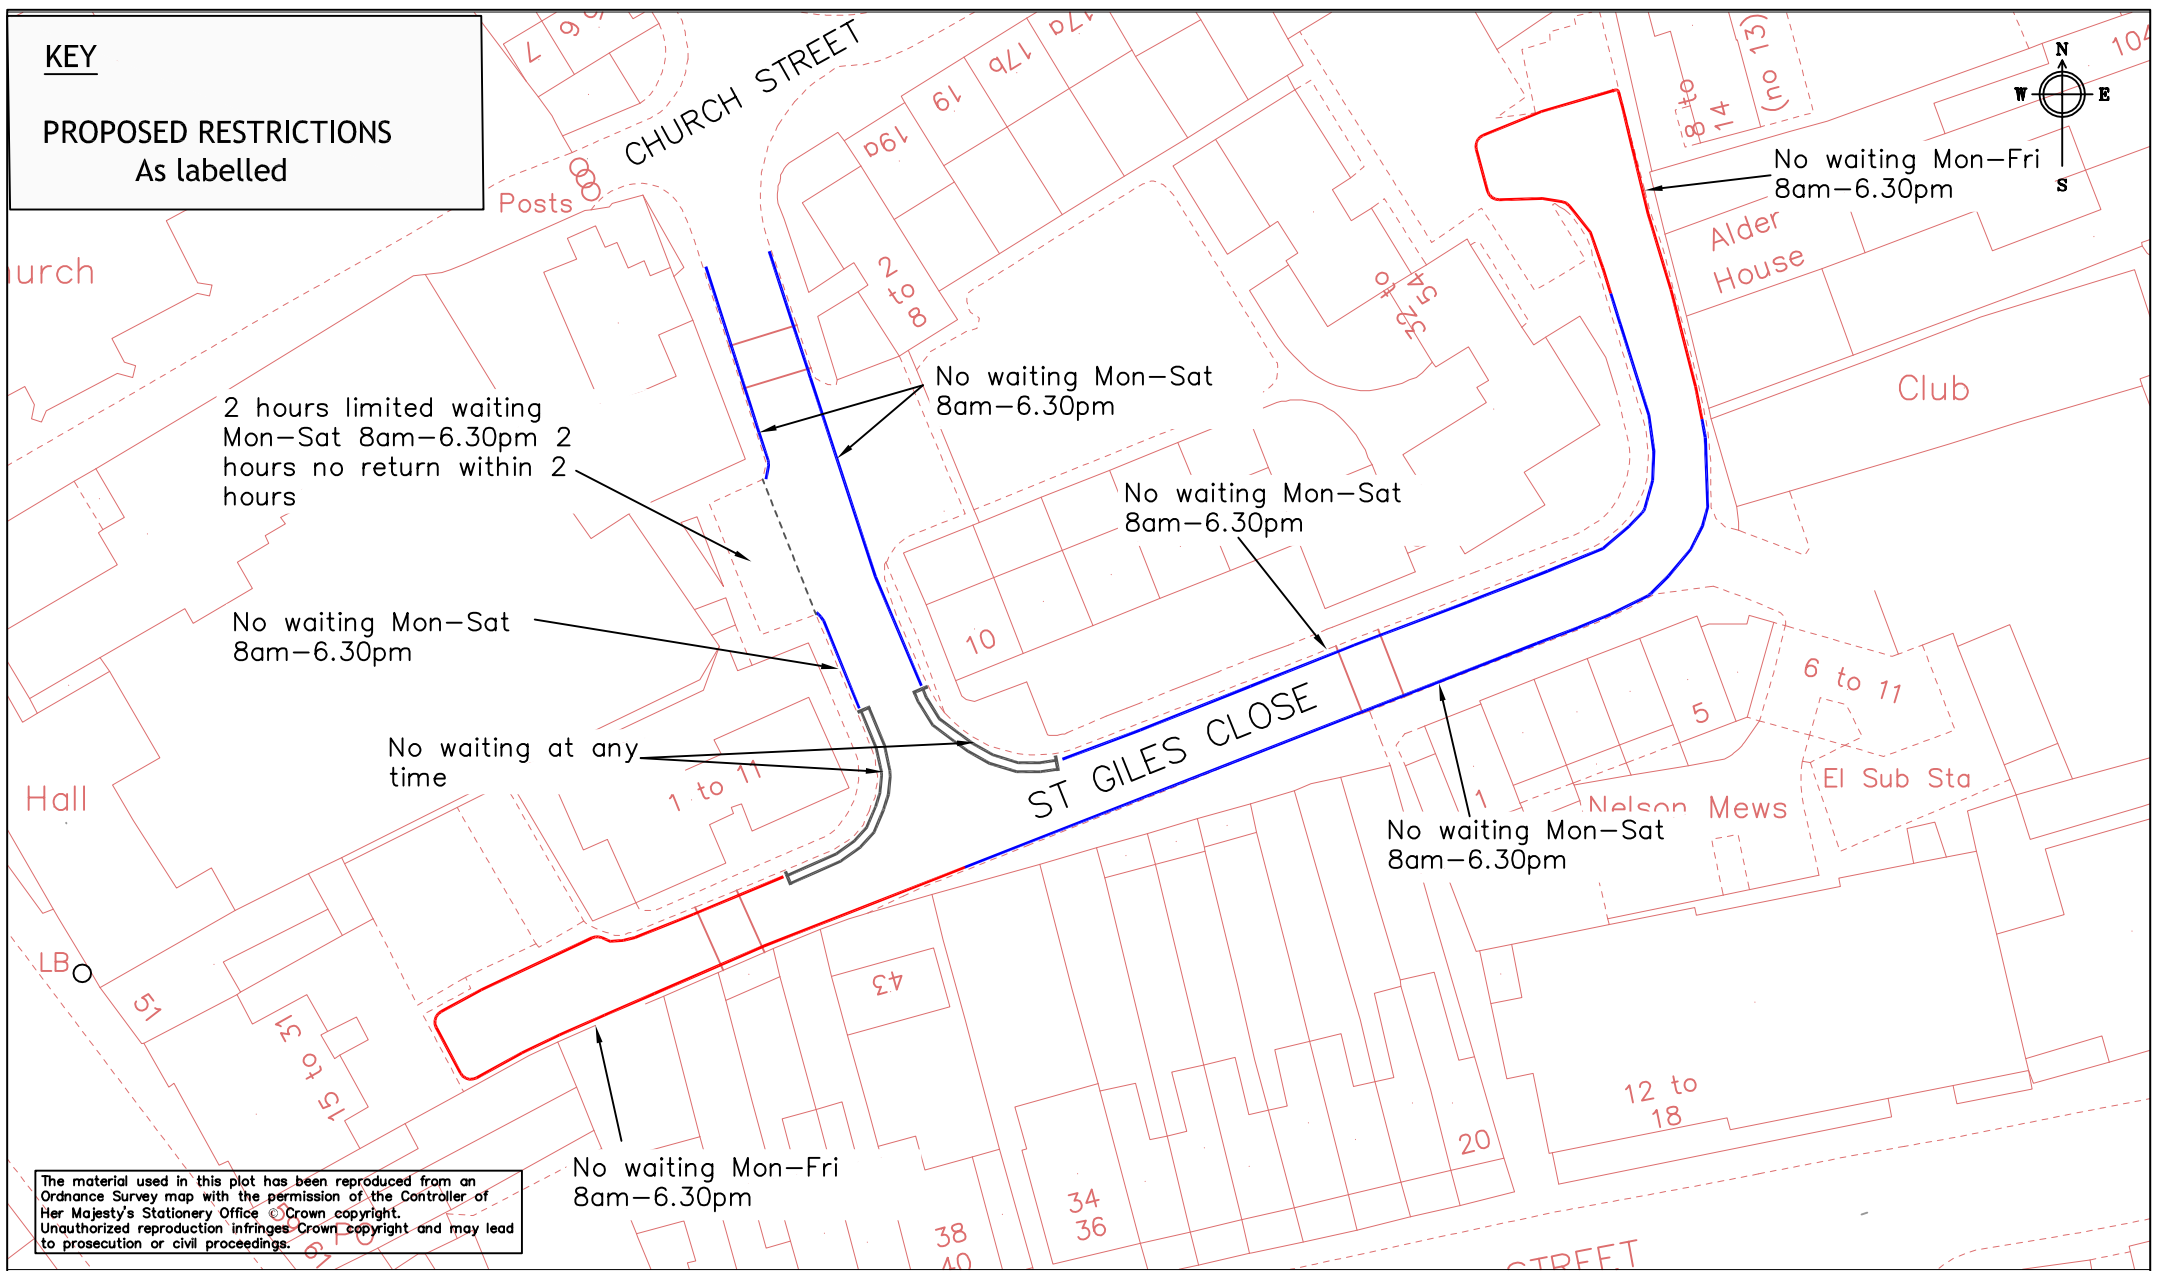 KEY
PROPOSED RESTRICTIONS
As labelled
CHURCH STREET
Posts
7
19
17b
17a
19a
8 to
14
(no 13)
104
N
W
E
S
No waiting Mon-Fri
8am-6.30pm
Alder
House
2
to
8
32 to
54
Club
No waiting Mon-Sat
8am-6.30pm
2 hours limited waiting
Mon-Sat 8am-6.30pm 2
hours no return within 2
hours
No waiting Mon-Sat
8am-6.30pm
No waiting Mon-Sat
8am-6.30pm
10
No waiting at any
time
1 to 11
ST GILES CLOSE
5
6 to 11
1
El Sub Sta
Nelson Mews
No waiting Mon-Sat
8am-6.30pm
Hall
LB
51
15 to 31
43
12 to
18
20
No waiting Mon-Fri
8am-6.30pm
34
36
38
40
STREET
59
61
The material used in this plot has been reproduced from an
Ordnance Survey map with the permission of the Controller of
Her Majesty's Stationery Office © Crown copyright.
Unauthorized reproduction infringes Crown copyright and may lead
to prosecution or civil proceedings.